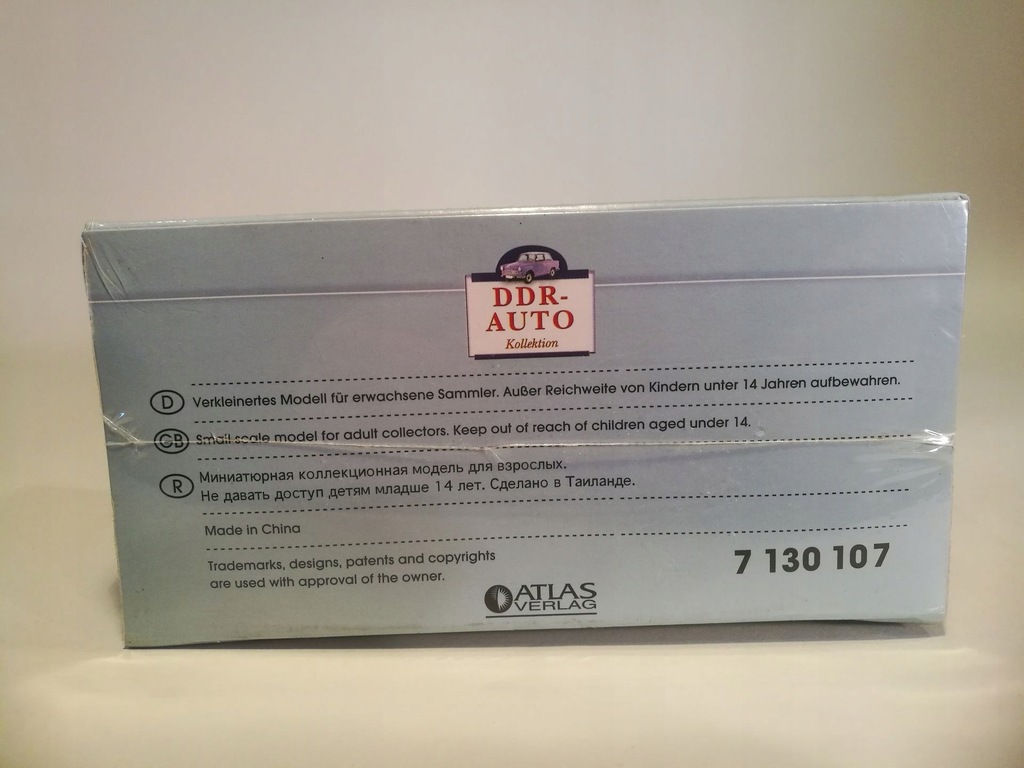 DDR-
AUTO
Kollektion
D Verkleinertes Modell für erwachsene Sammler. Außer Reichweite von Kindern unter 14 Jahren aufbewahren.
GB Small scale model for adult collectors. Keep out of reach of children aged under 14.
R Миниатюрная коллекционная модель для взрослых.
Не давать доступ детям младше 14 лет. Сделано в Таиланде.
Made in China
Trademarks, designs, patents and copyrights
are used with approval of the owner.
7 130 107
ATLAS
VERLAG